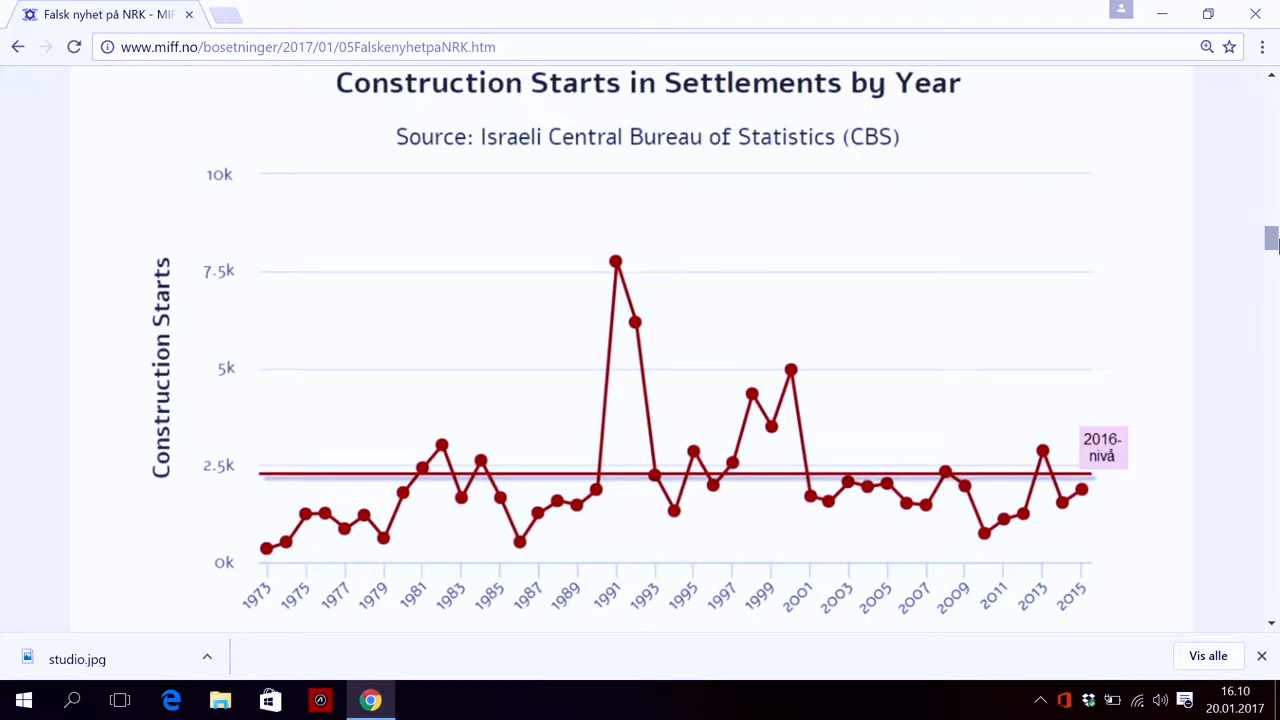 Falsk nyhet på NRK - MIF
www.miff.no/bosetninger/2017/01/05FalskenyhetpaNRK.htm
Construction Starts in Settlements by Year
Source: Israeli Central Bureau of Statistics (CBS)
Construction Starts
10k
7.5k
5k
2.5k
0k
2016-
nivå
1973
1975
1977
1979
1981
1983
1985
1987
1989
1991
1993
1995
1997
1999
2001
2003
2005
2007
2009
2011
2013
2015
studio.jpg
Vis alle
16.10
20.01.2017